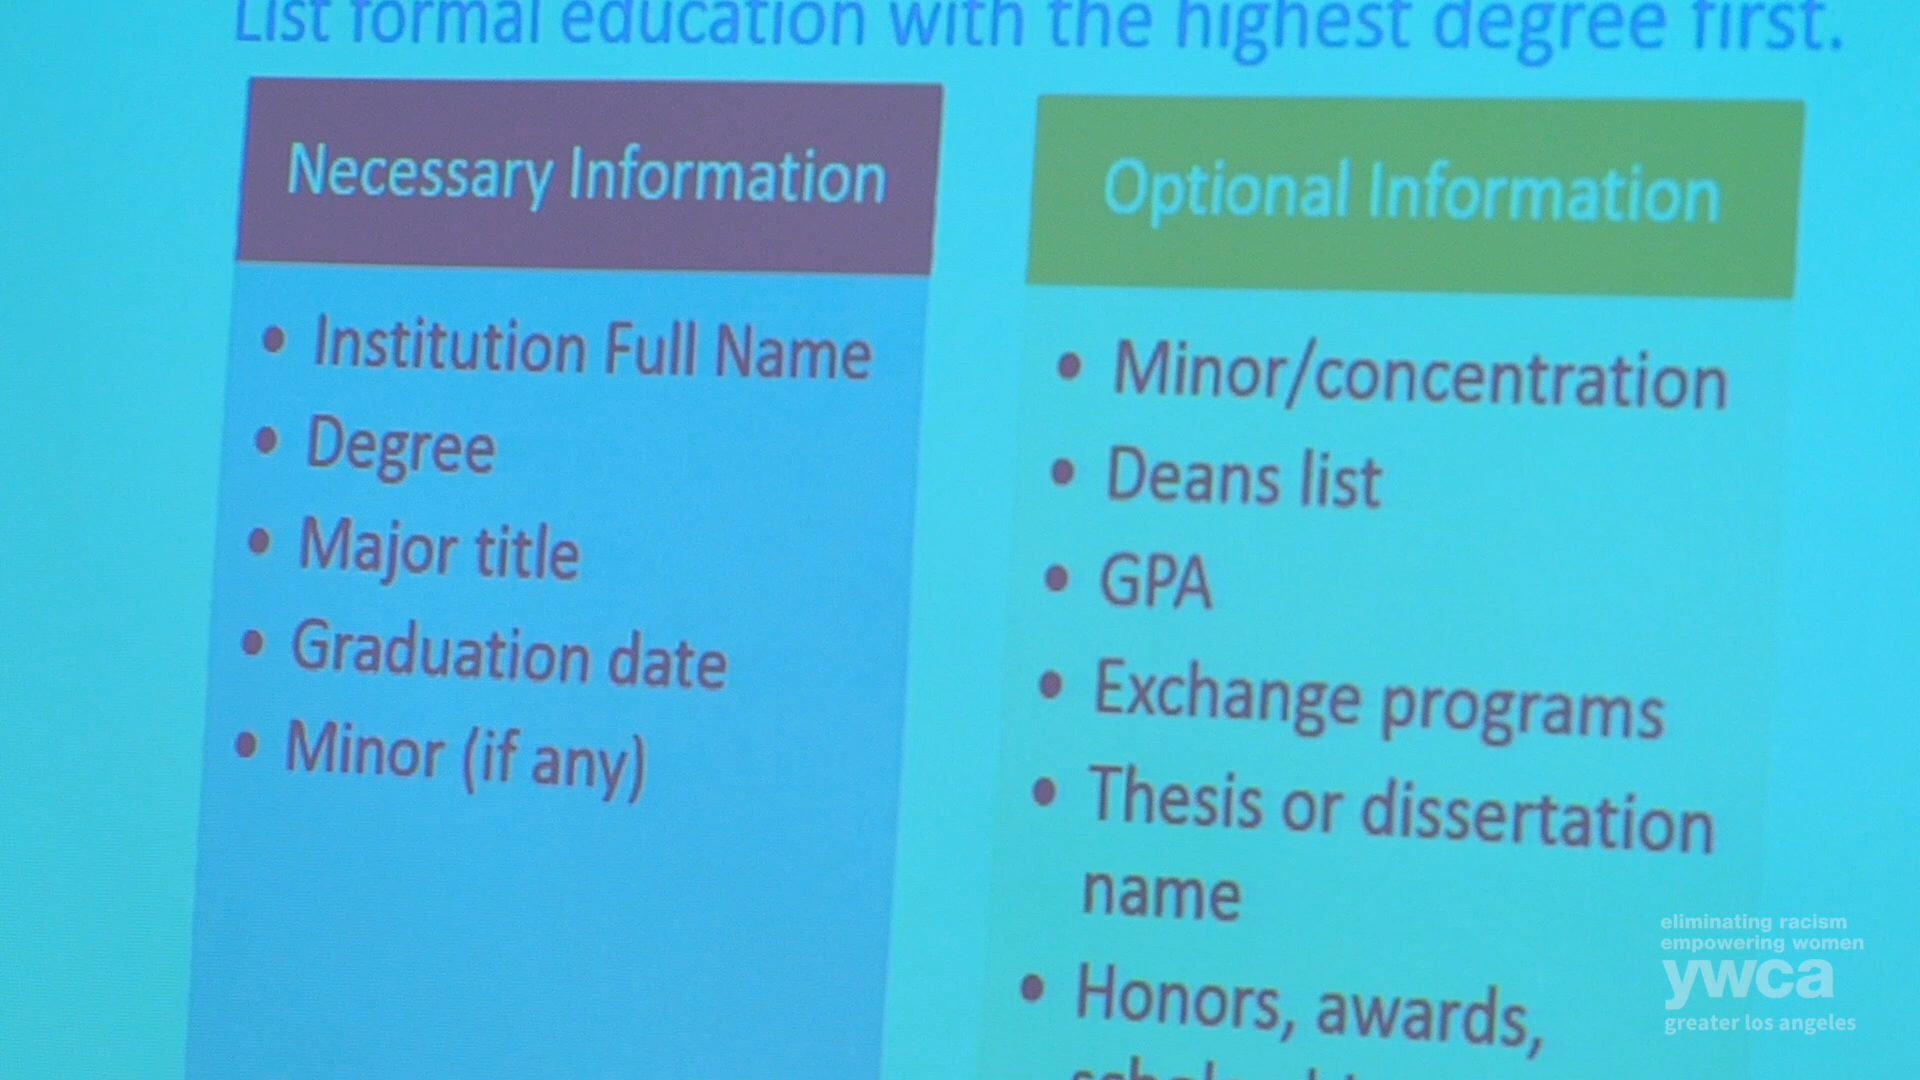 List formal education with the highest degree first.
Necessary Information
• Institution Full Name
• Degree
• Major title
• Graduation date
• Minor (if any)
Optional Information
• Minor/concentration
• Deans list
• GPA
• Exchange programs
• Thesis or dissertation
name
• Honors, awards,
eliminating racism
empowering women
ywca
greater los angeles